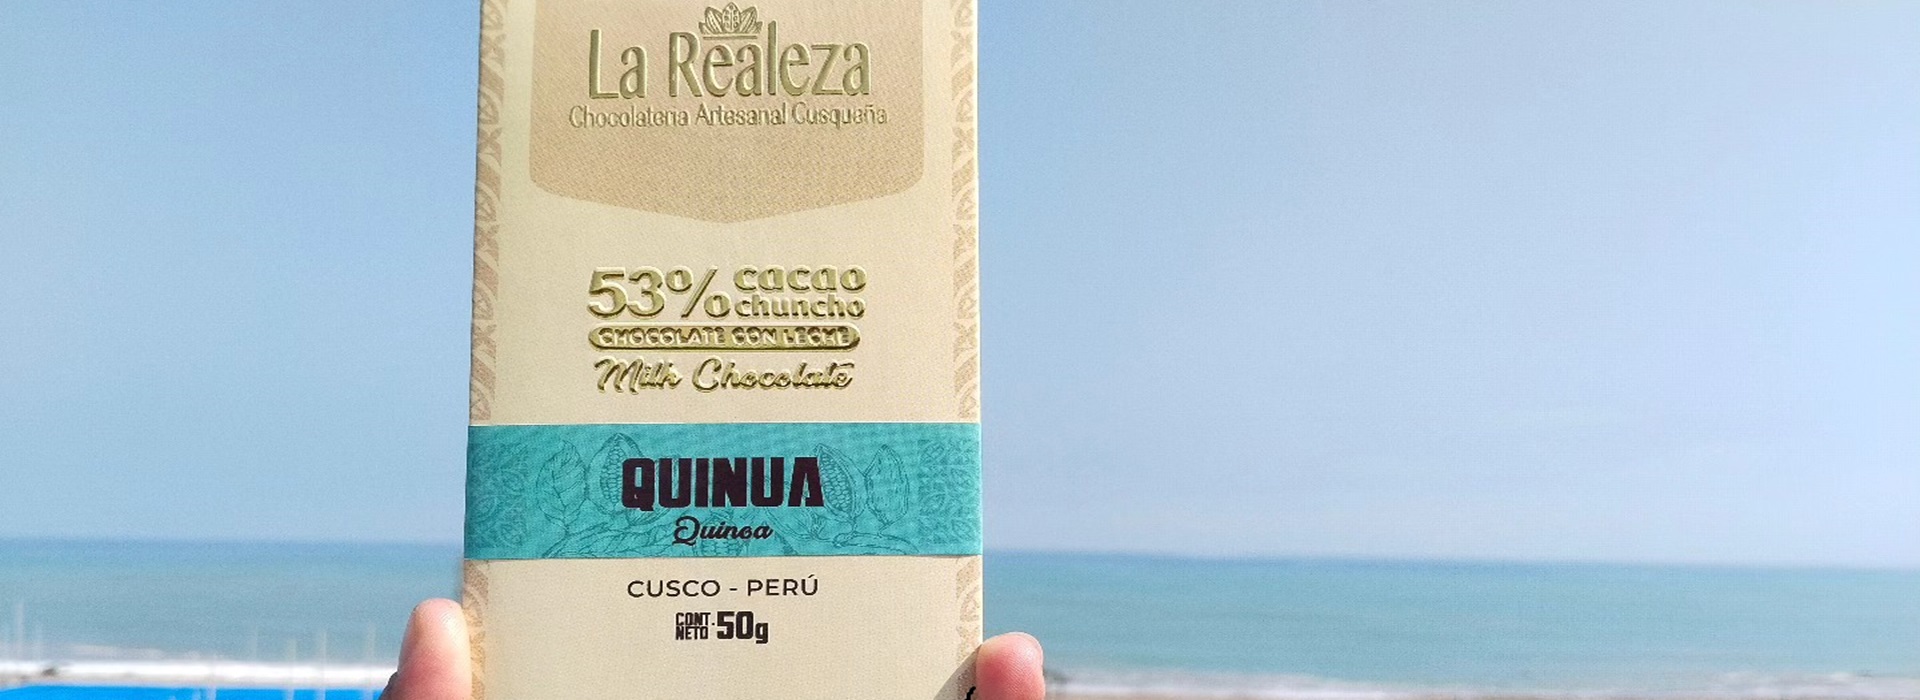 La Realeza
Chocolateria Artesanal Cusqueña
53% cacao
chuncho
CHOCOLATE CON LECHE
Milk Chocolate
QUINUA
Quinoa
CUSCO - PERÚ
CONT. NETO 50g